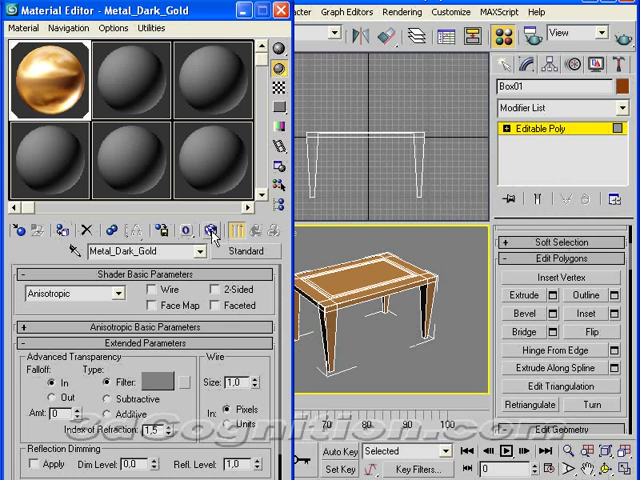 Material Editor - Metal_Dark_Gold
Material Navigation Options Utilities
Metal_Dark_Gold Standard
- Shader Basic Parameters
Anisotropic
Wire 2-Sided
Face Map Faceted
+ Anisotropic Basic Parameters
- Extended Parameters
Advanced Transparency
Falloff: Type:
In Filter:
Out Subtractive
Amt: 0 Additive
Index of Refraction: 1,5
Wire
Size: 1,0
In: Pixels
Units
Reflection Dimming
Apply Dim Level: 0,0 Refl. Level: 1,0
Graph Editors Rendering Customize MAXScript Help
View
Box01
Modifier List
Editable Poly
+ Soft Selection
- Edit Polygons
Insert Vertex
Extrude Outline
Bevel Inset
Bridge Flip
Hinge From Edge
Extrude Along Spline
Edit Triangulation
Retriangulate Turn
Edit Geometry
70 80 90 100
Auto Key Selected
Set Key Key Filters...
0